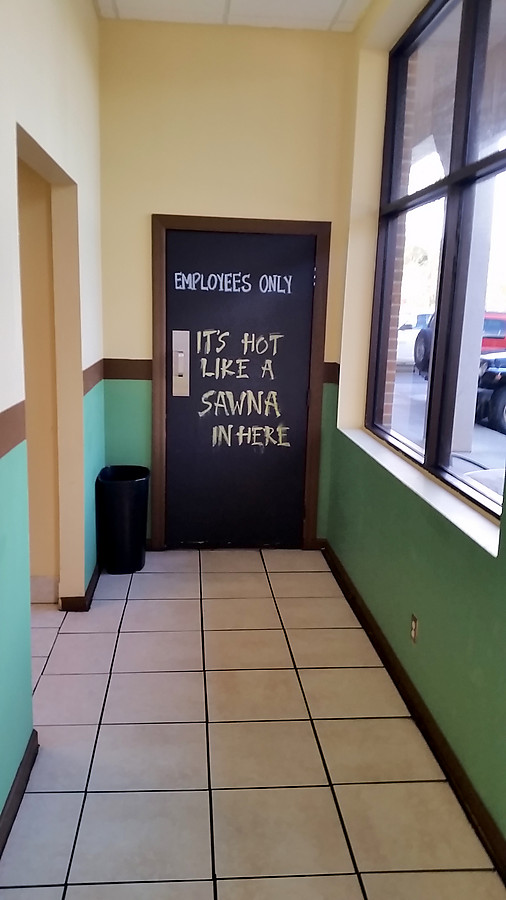 EMPLOYEES ONLY
IT'S HOT
LIKE A
SAWNA
IN HERE